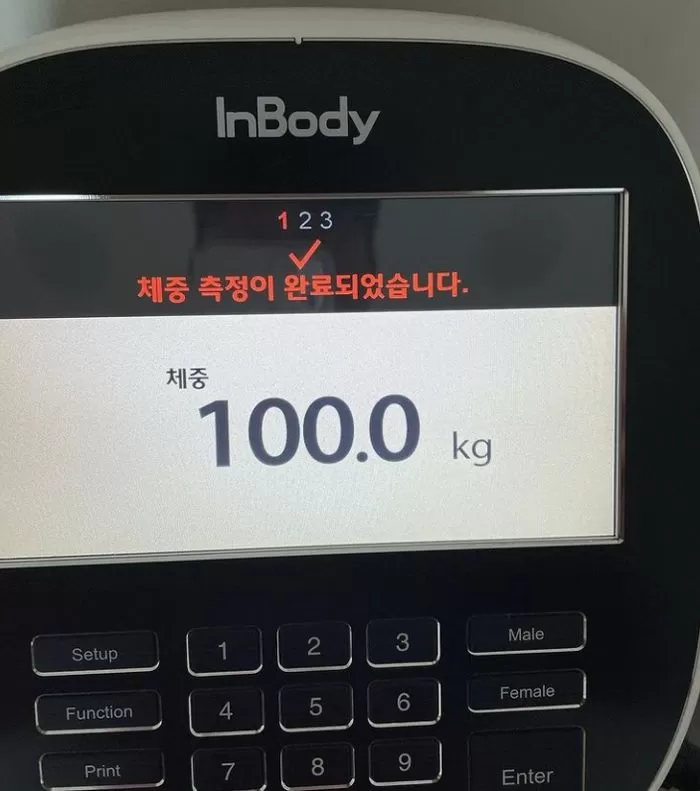 InBody
1 2 3
체중 측정이 완료되었습니다.
체중
100.0 kg
Setup 1 2 3 Male
Function 4 5 6 Female
Print 7 8 9 Enter